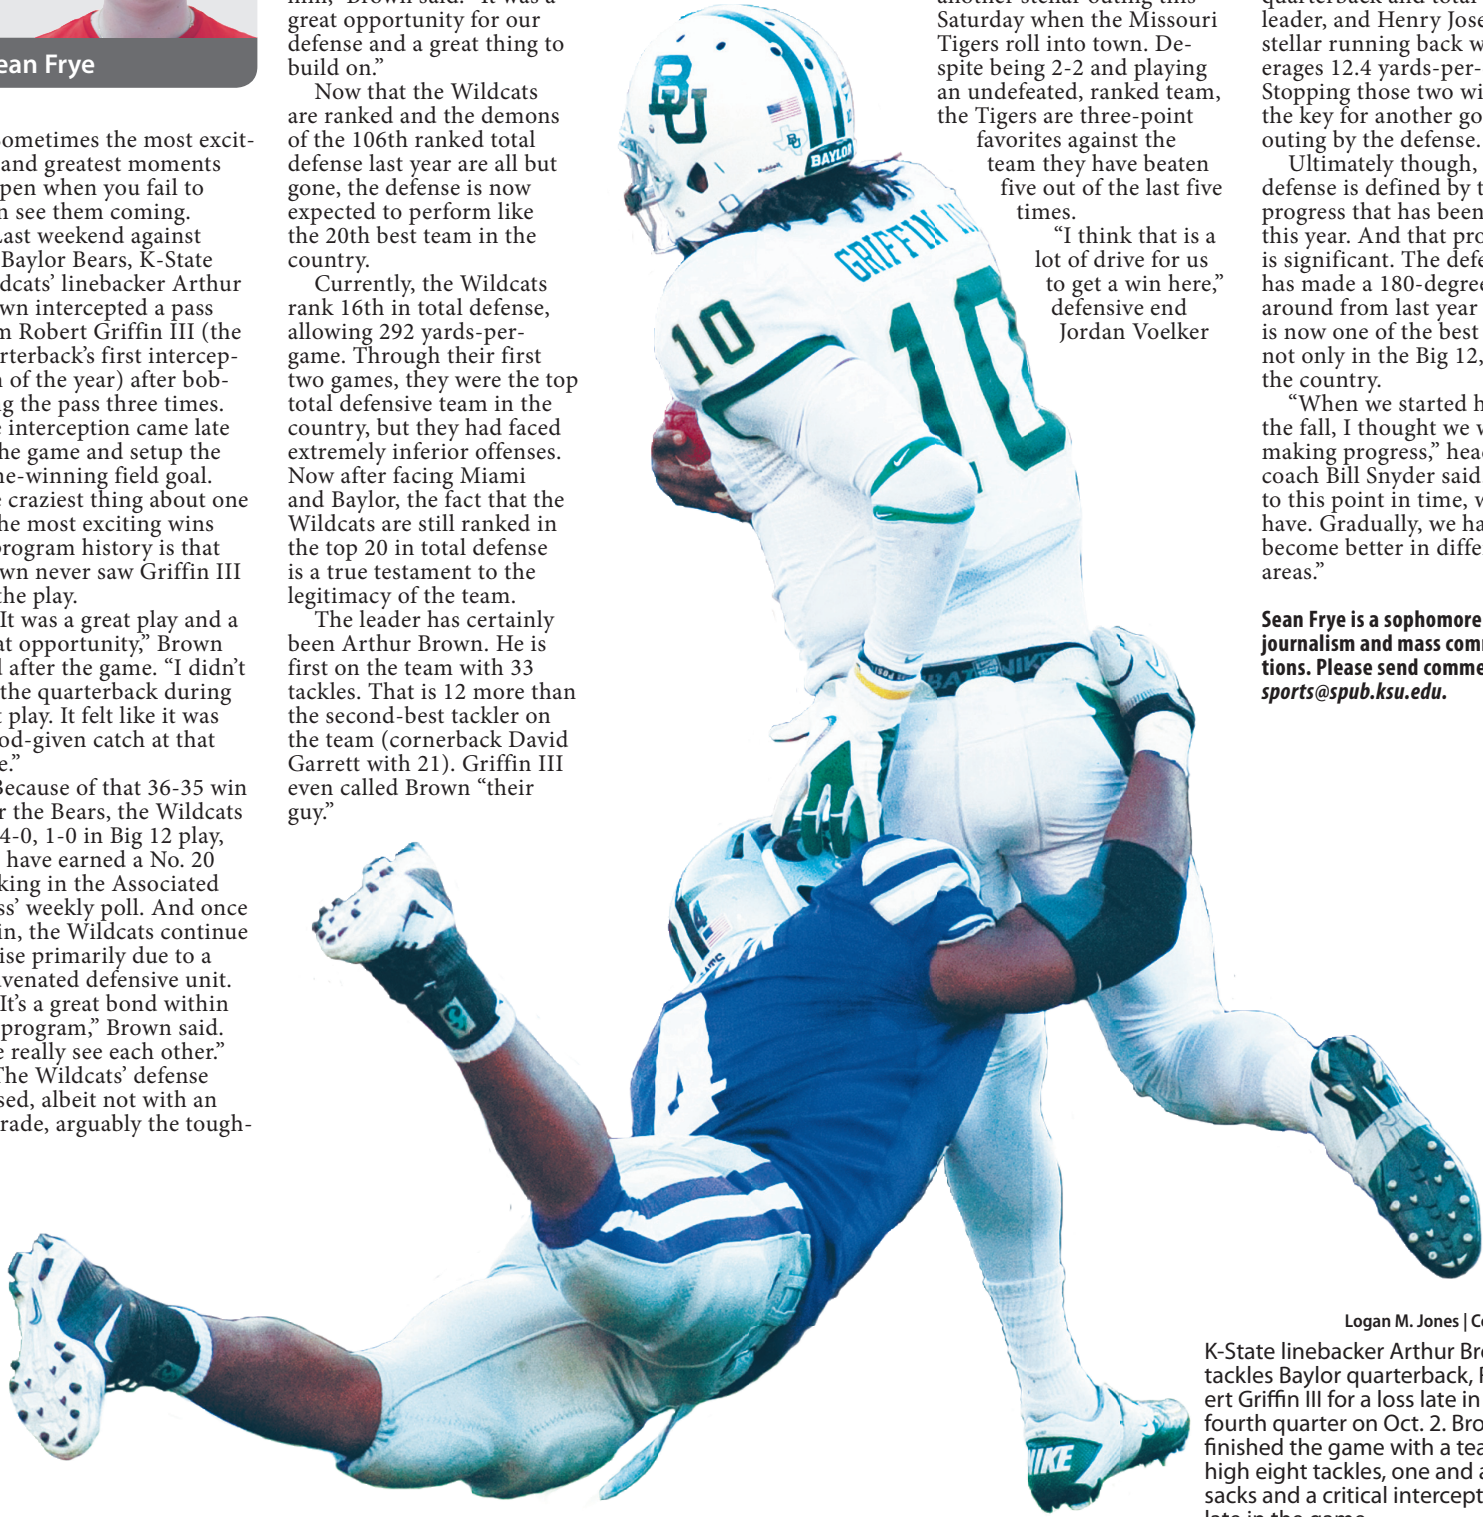 ean Frye
ometimes the most excit-
and greatest moments
pen when you fail to
n see them coming.
Last weekend against
Baylor Bears, K-State
dcats' linebacker Arthur
wn intercepted a pass
m Robert Griffin III (the
rterback's first intercep-
n of the year) after bob-
g the pass three times.
e interception came late
he game and setup the
ne-winning field goal.
e craziest thing about one
he most exciting wins
program history is that
wn never saw Griffin III
the play.
It was a great play and a
at opportunity,” Brown
d after the game. “I didn't
the quarterback during
t play. It felt like it was
od-given catch at that
e.”
Because of that 36-35 win
r the Bears, the Wildcats
4-0, 1-0 in Big 12 play,
have earned a No. 20
king in the Associated
ss' weekly poll. And once
in, the Wildcats continue
ise primarily due to a
venated defensive unit.
It's a great bond within
program,” Brown said.
e really see each other.”
The Wildcats' defense
sed, albeit not with an
rade, arguably the tough-
him,” Brown said. “It was a
great opportunity for our
defense and a great thing to
build on.”
Now that the Wildcats
are ranked and the demons
of the 106th ranked total
defense last year are all but
gone, the defense is now
expected to perform like
the 20th best team in the
country.
Currently, the Wildcats
rank 16th in total defense,
allowing 292 yards-per-
game. Through their first
two games, they were the top
total defensive team in the
country, but they had faced
extremely inferior offenses.
Now after facing Miami
and Baylor, the fact that the
Wildcats are still ranked in
the top 20 in total defense
is a true testament to the
legitimacy of the team.
The leader has certainly
been Arthur Brown. He is
first on the team with 33
tackles. That is 12 more than
the second-best tackler on
the team (cornerback David
Garrett with 21). Griffin III
even called Brown “their
guy.”
another stellar outing this
Saturday when the Missouri
Tigers roll into town. De-
spite being 2-2 and playing
an undefeated, ranked team,
the Tigers are three-point
favorites against the
team they have beaten
five out of the last five
times.
“I think that is a
lot of drive for us
to get a win here,”
defensive end
Jordan Voelker
quarterback and total
leader, and Henry Jose
stellar running back w
erages 12.4 yards-per-
Stopping those two wi
the key for another go
outing by the defense.
Ultimately though,
defense is defined by t
progress that has been
this year. And that pro
is significant. The defe
has made a 180-degree
around from last year
is now one of the best
not only in the Big 12,
the country.
“When we started h
the fall, I thought we w
making progress,” head
coach Bill Snyder said
to this point in time, w
have. Gradually, we ha
become better in diffe
areas.”
Sean Frye is a sophomore
journalism and mass com
tions. Please send comme
sports@spub.ksu.edu.
BU
BU
BAYLOR
GRIFFIN III
10
10
4
4
NIKE
Logan M. Jones | Co
K-State linebacker Arthur Bro
tackles Baylor quarterback, R
ert Griffin III for a loss late in
fourth quarter on Oct. 2. Bro
finished the game with a tea
high eight tackles, one and a
sacks and a critical intercept
late in the game.